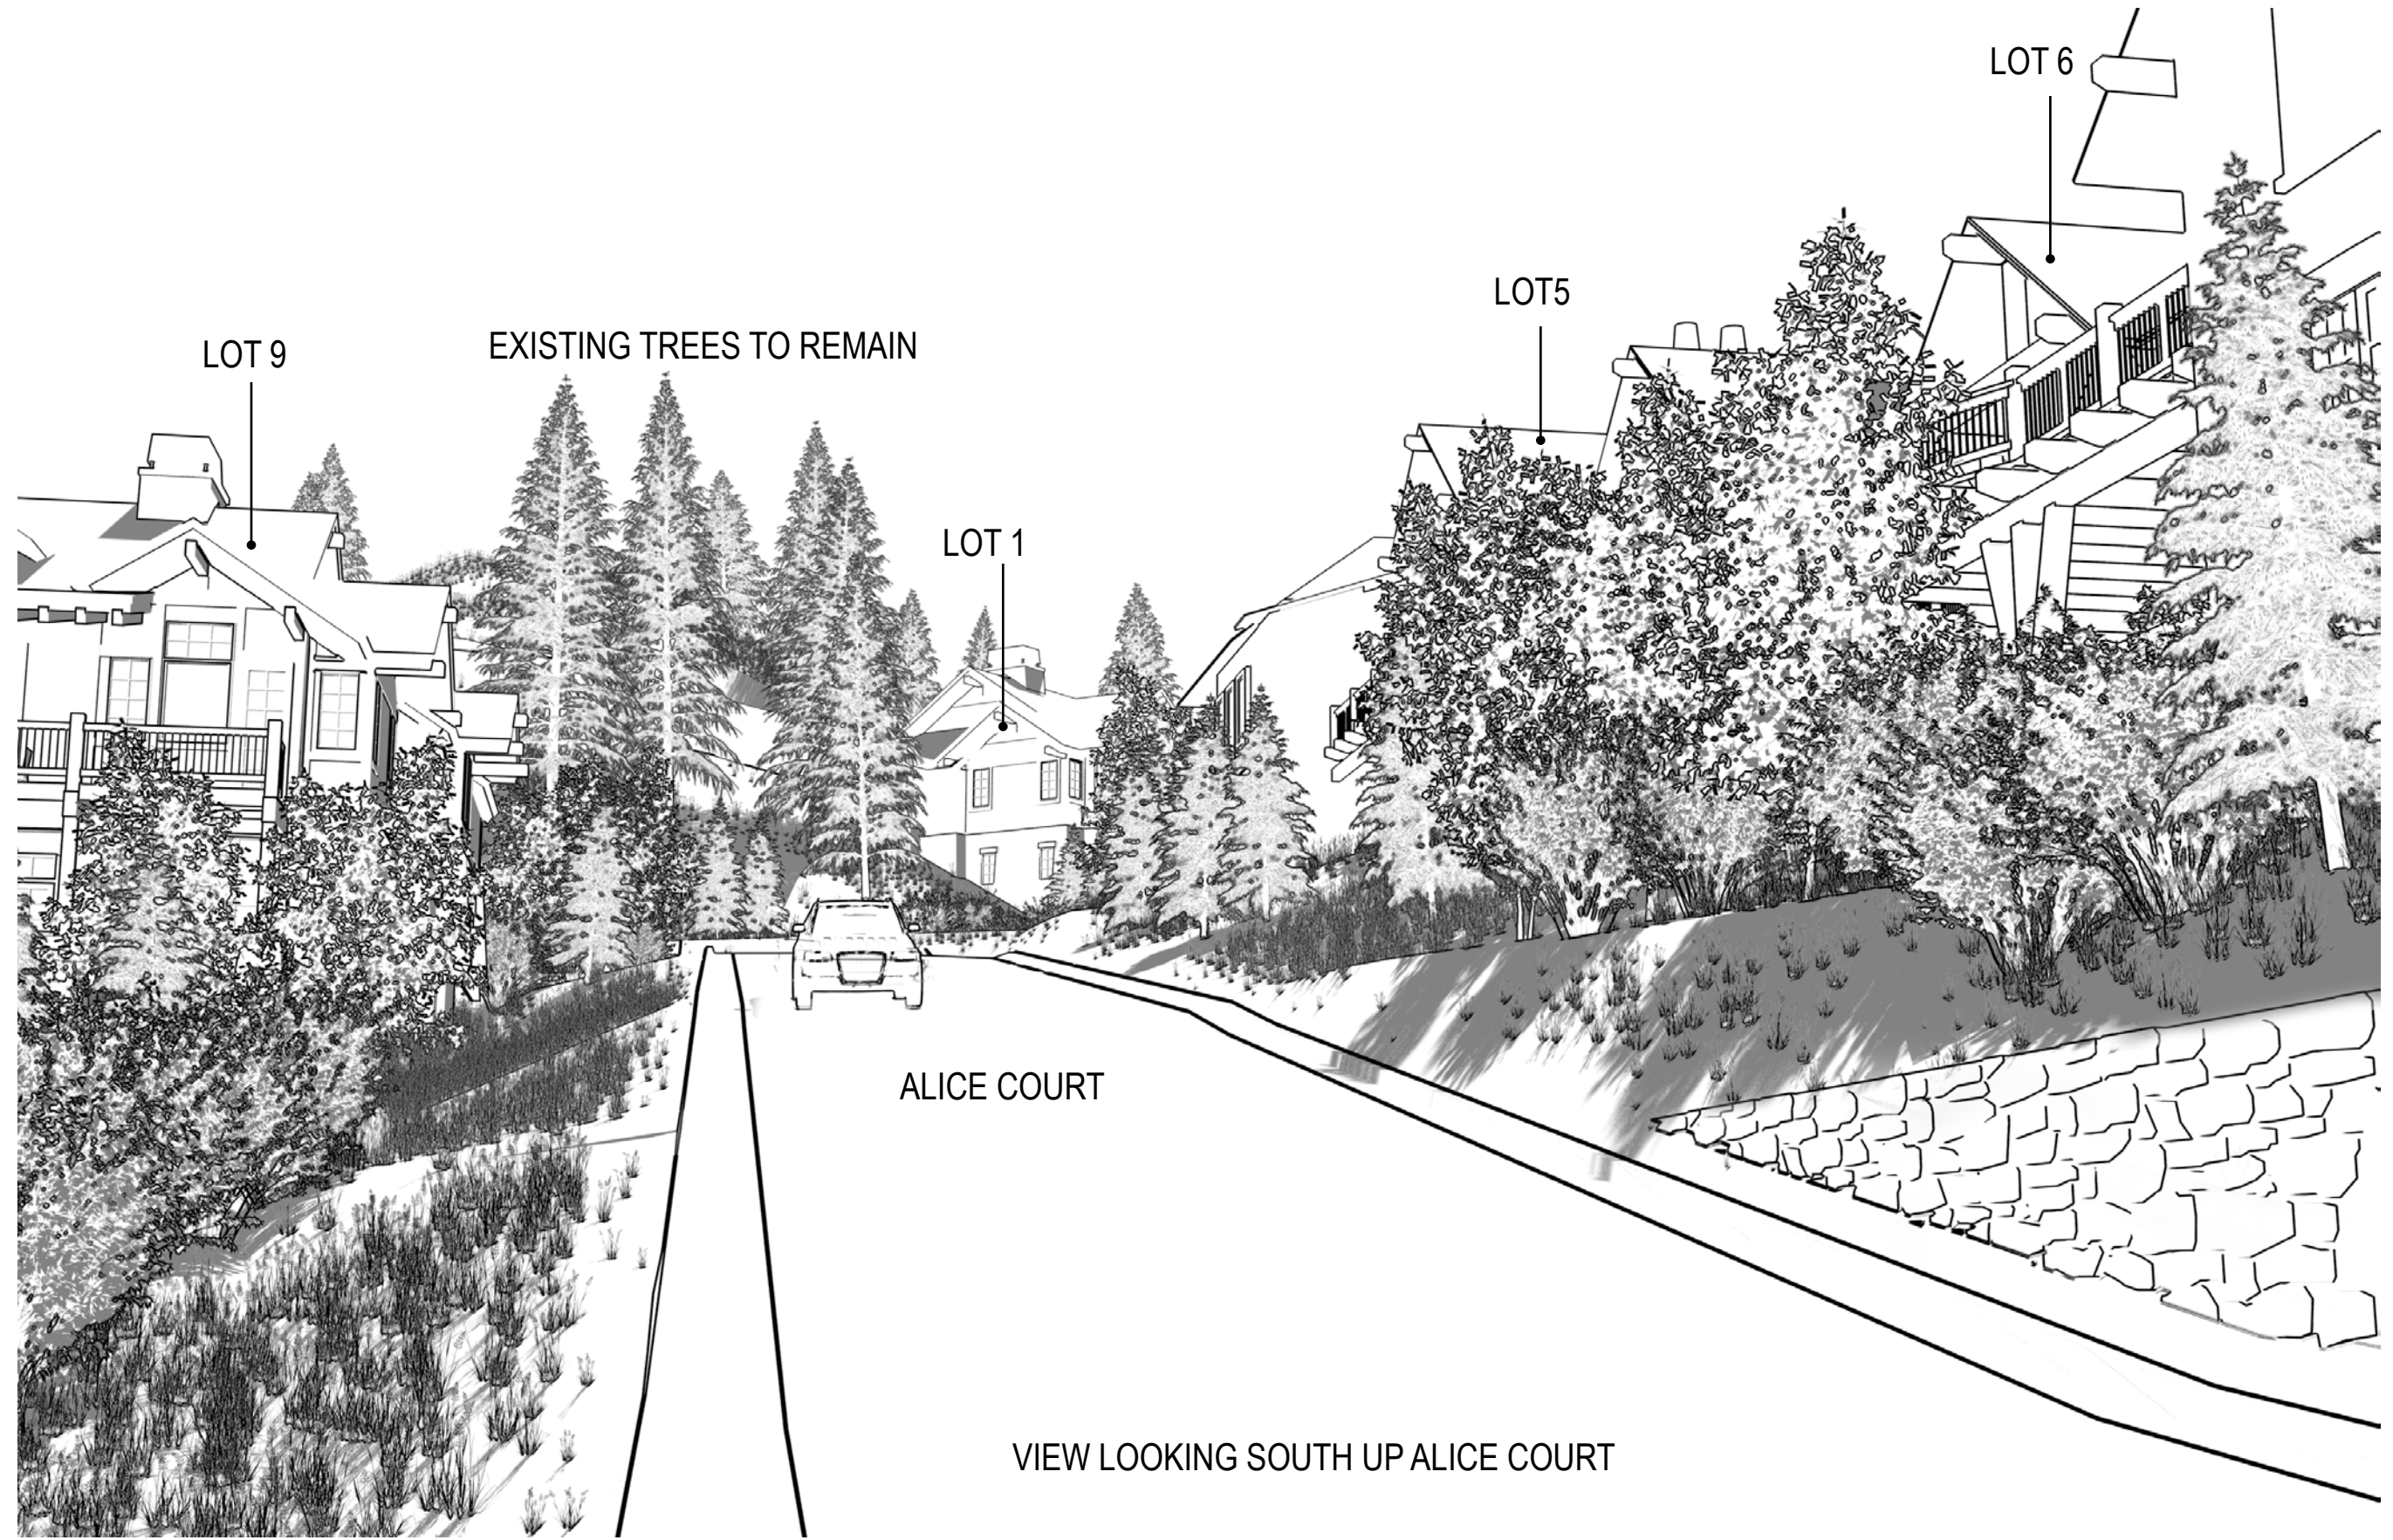 LOT 6
LOT5
LOT 9
EXISTING TREES TO REMAIN
LOT 1
ALICE COURT
VIEW LOOKING SOUTH UP ALICE COURT